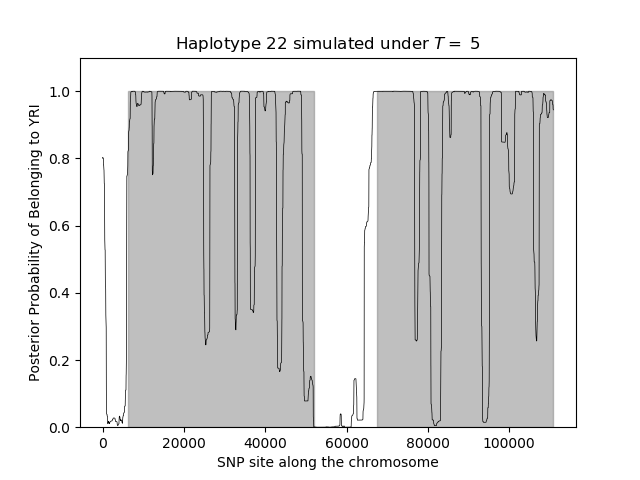 Haplotype 22 simulated under T = 5
Posterior Probability of Belonging to YRI
1.0
0.8
0.6
0.4
0.2
0.0
0 20000 40000 60000 80000 100000
SNP site along the chromosome